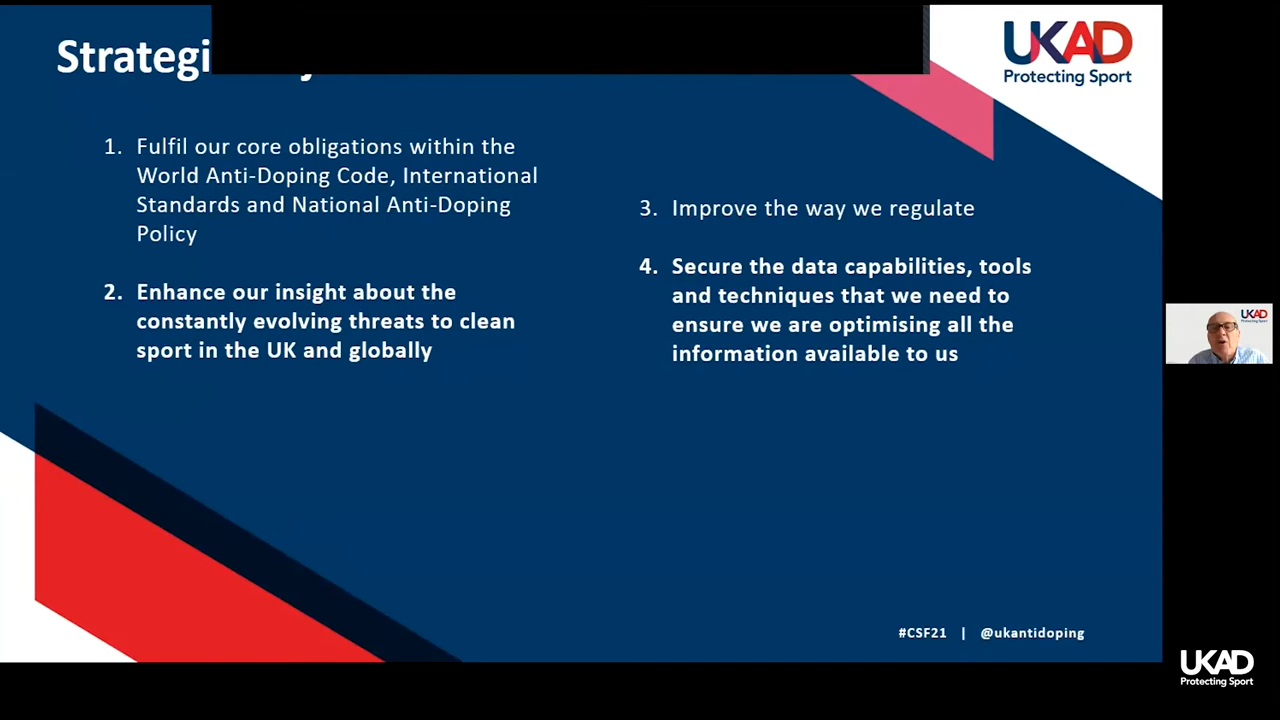 UKAD
Protecting Sport
1. Fulfil our core obligations within the
World Anti-Doping Code, International
Standards and National Anti-Doping
Policy
2. Enhance our insight about the
constantly evolving threats to clean
sport in the UK and globally
3. Improve the way we regulate
4. Secure the data capabilities, tools
and techniques that we need to
ensure we are optimising all the
information available to us
#CSF21 | @ukantidoping
UKAD
Protecting Sport
UKAD
Protecting Sport